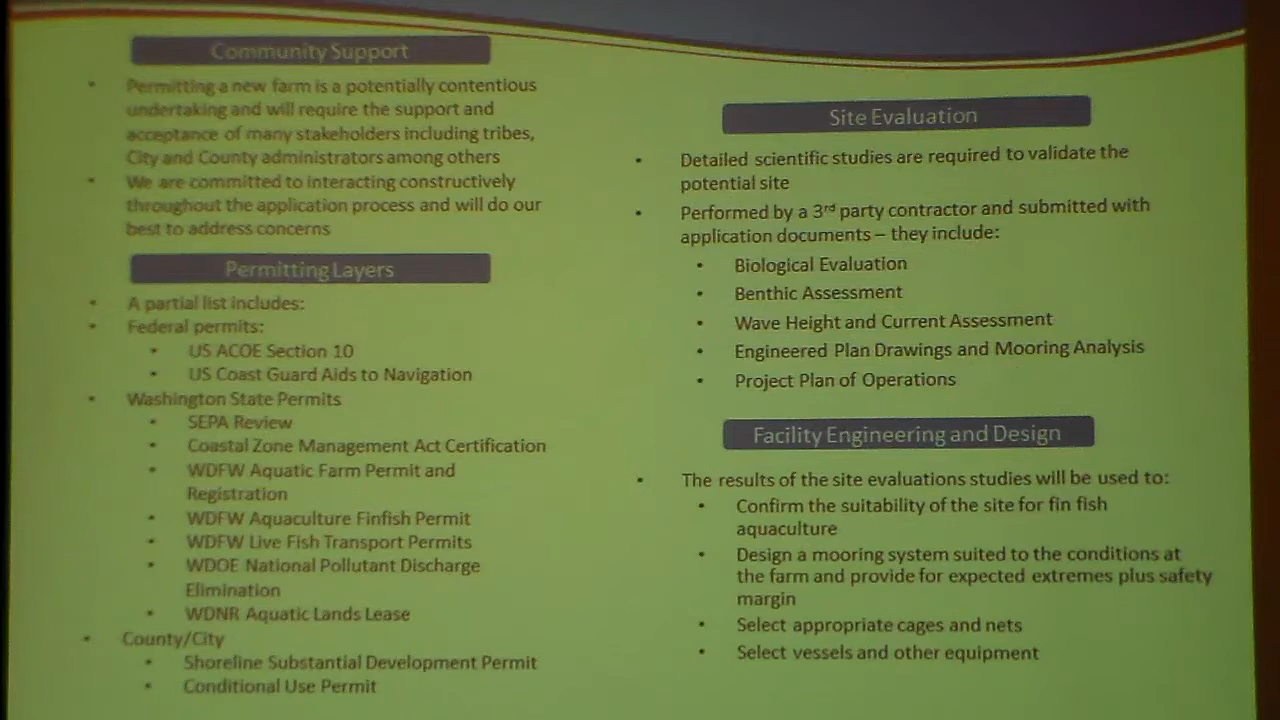 Community Support
• Permitting a new farm is a potentially contentious
undertaking and will require the support and
acceptance of many stakeholders including tribes,
City and County administrators among others
• We are committed to interacting constructively
throughout the application process and will do our
best to address concerns
Permitting Layers
• A partial list includes:
• Federal permits:
• US ACOE Section 10
• US Coast Guard Aids to Navigation
• Washington State Permits
• SEPA Review
• Coastal Zone Management Act Certification
• WDFW Aquatic Farm Permit and
Registration
• WDFW Aquaculture Finfish Permit
• WDFW Live Fish Transport Permits
• WDOE National Pollutant Discharge
Elimination
• WDNR Aquatic Lands Lease
• County/City
• Shoreline Substantial Development Permit
• Conditional Use Permit
Site Evaluation
• Detailed scientific studies are required to validate the
potential site
• Performed by a 3rd party contractor and submitted with
application documents – they include:
• Biological Evaluation
• Benthic Assessment
• Wave Height and Current Assessment
• Engineered Plan Drawings and Mooring Analysis
• Project Plan of Operations
Facility Engineering and Design
• The results of the site evaluations studies will be used to:
• Confirm the suitability of the site for fin fish
aquaculture
• Design a mooring system suited to the conditions at
the farm and provide for expected extremes plus safety
margin
• Select appropriate cages and nets
• Select vessels and other equipment